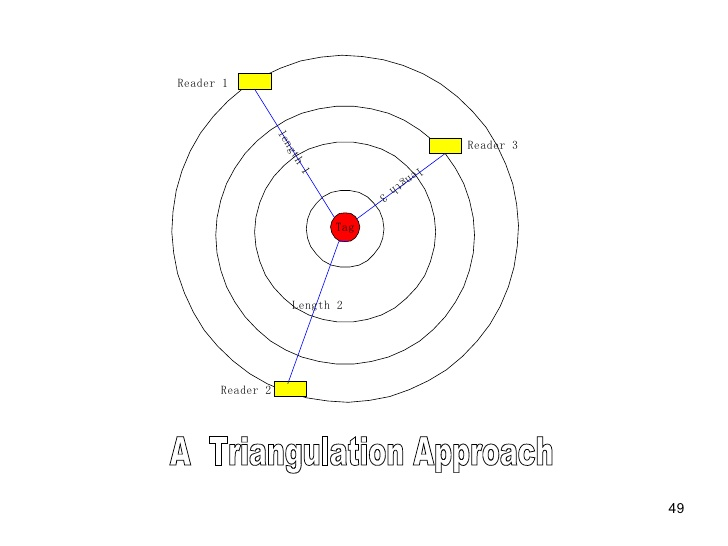 Reader 1
Reader 3
length 1
length 3
Tag
Length 2
Reader 2
A Triangulation Approach
49